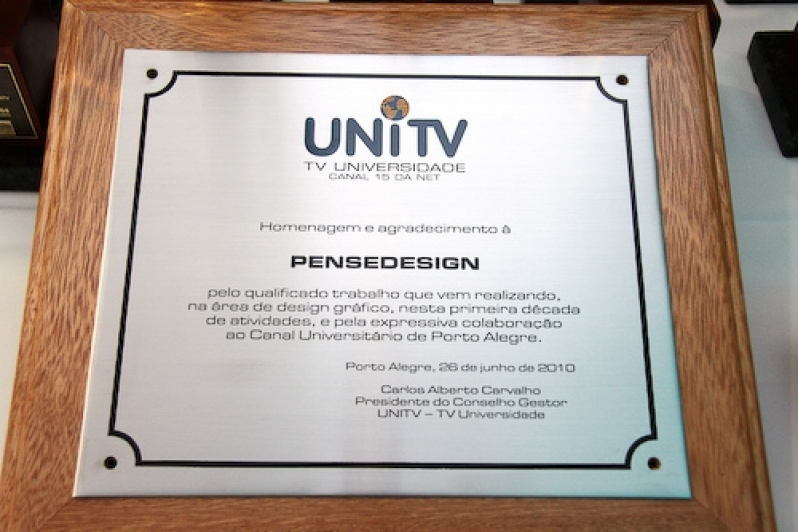 UNITV
TV UNIVERSIDADE
CANAL 15 DA NET
Homenagem e agradecimento à
PENSEDESIGN
pelo qualificado trabalho que vem realizando,
na área de design gráfico, nesta primeira década
de atividades, e pela expressiva colaboração
ao Canal Universitário de Porto Alegre.
Porto Alegre, 26 de junho de 2010
Carlos Alberto Carvalho
Presidente do Conselho Gestor
UNITV – TV Universidade